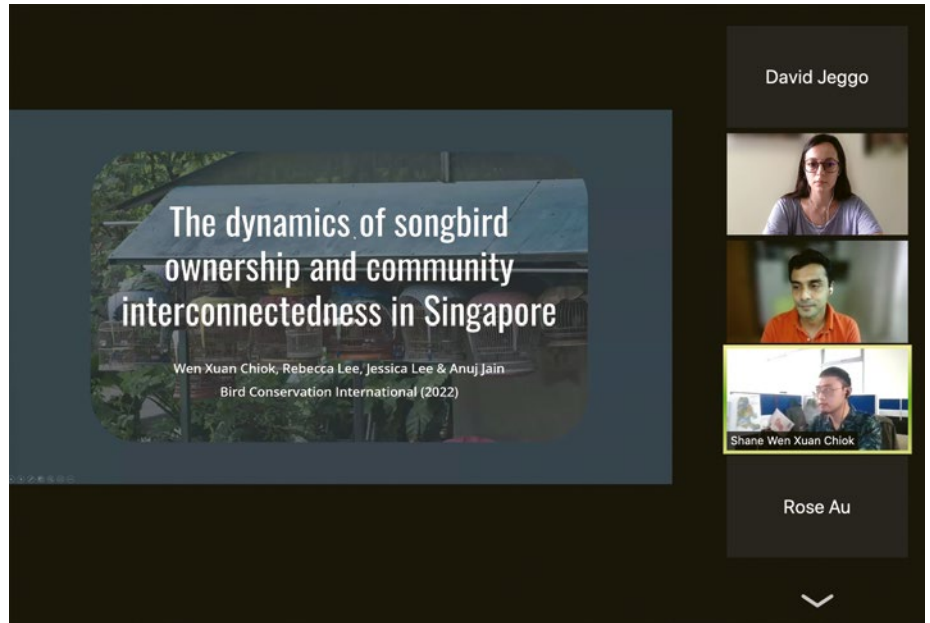 The dynamics of songbird
ownership and community
interconnectedness in Singapore
Wen Xuan Chiok, Rebecca Lee, Jessica Lee & Anuj Jain
Bird Conservation International (2022)
David Jeggo
Shane Wen Xuan Chiok
Rose Au